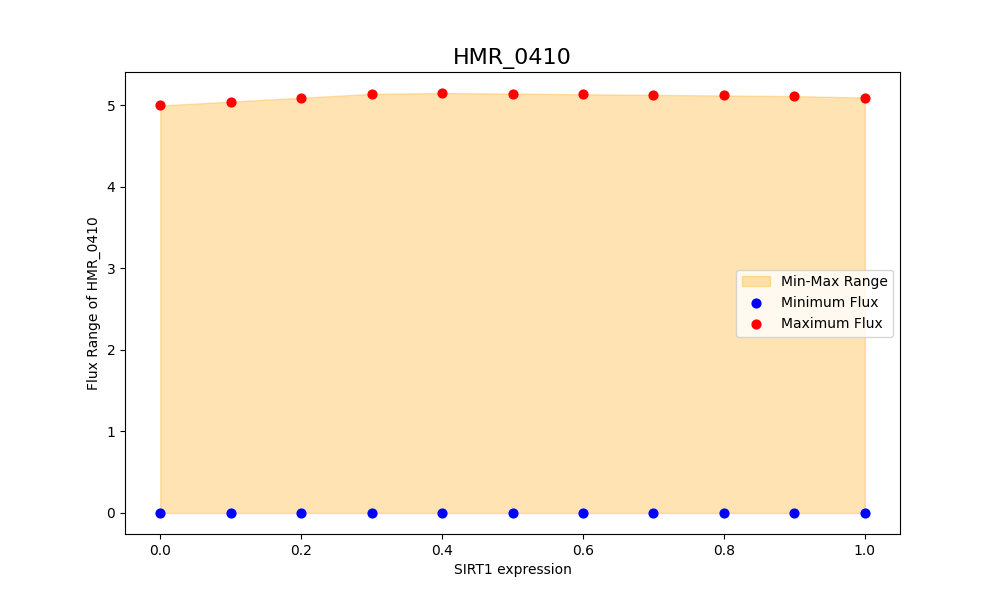 HMR_0410
Flux Range of HMR_0410
5
4
3
2
1
0
Min-Max Range
Minimum Flux
Maximum Flux
0.0 0.2 0.4 0.6 0.8 1.0
SIRT1 expression